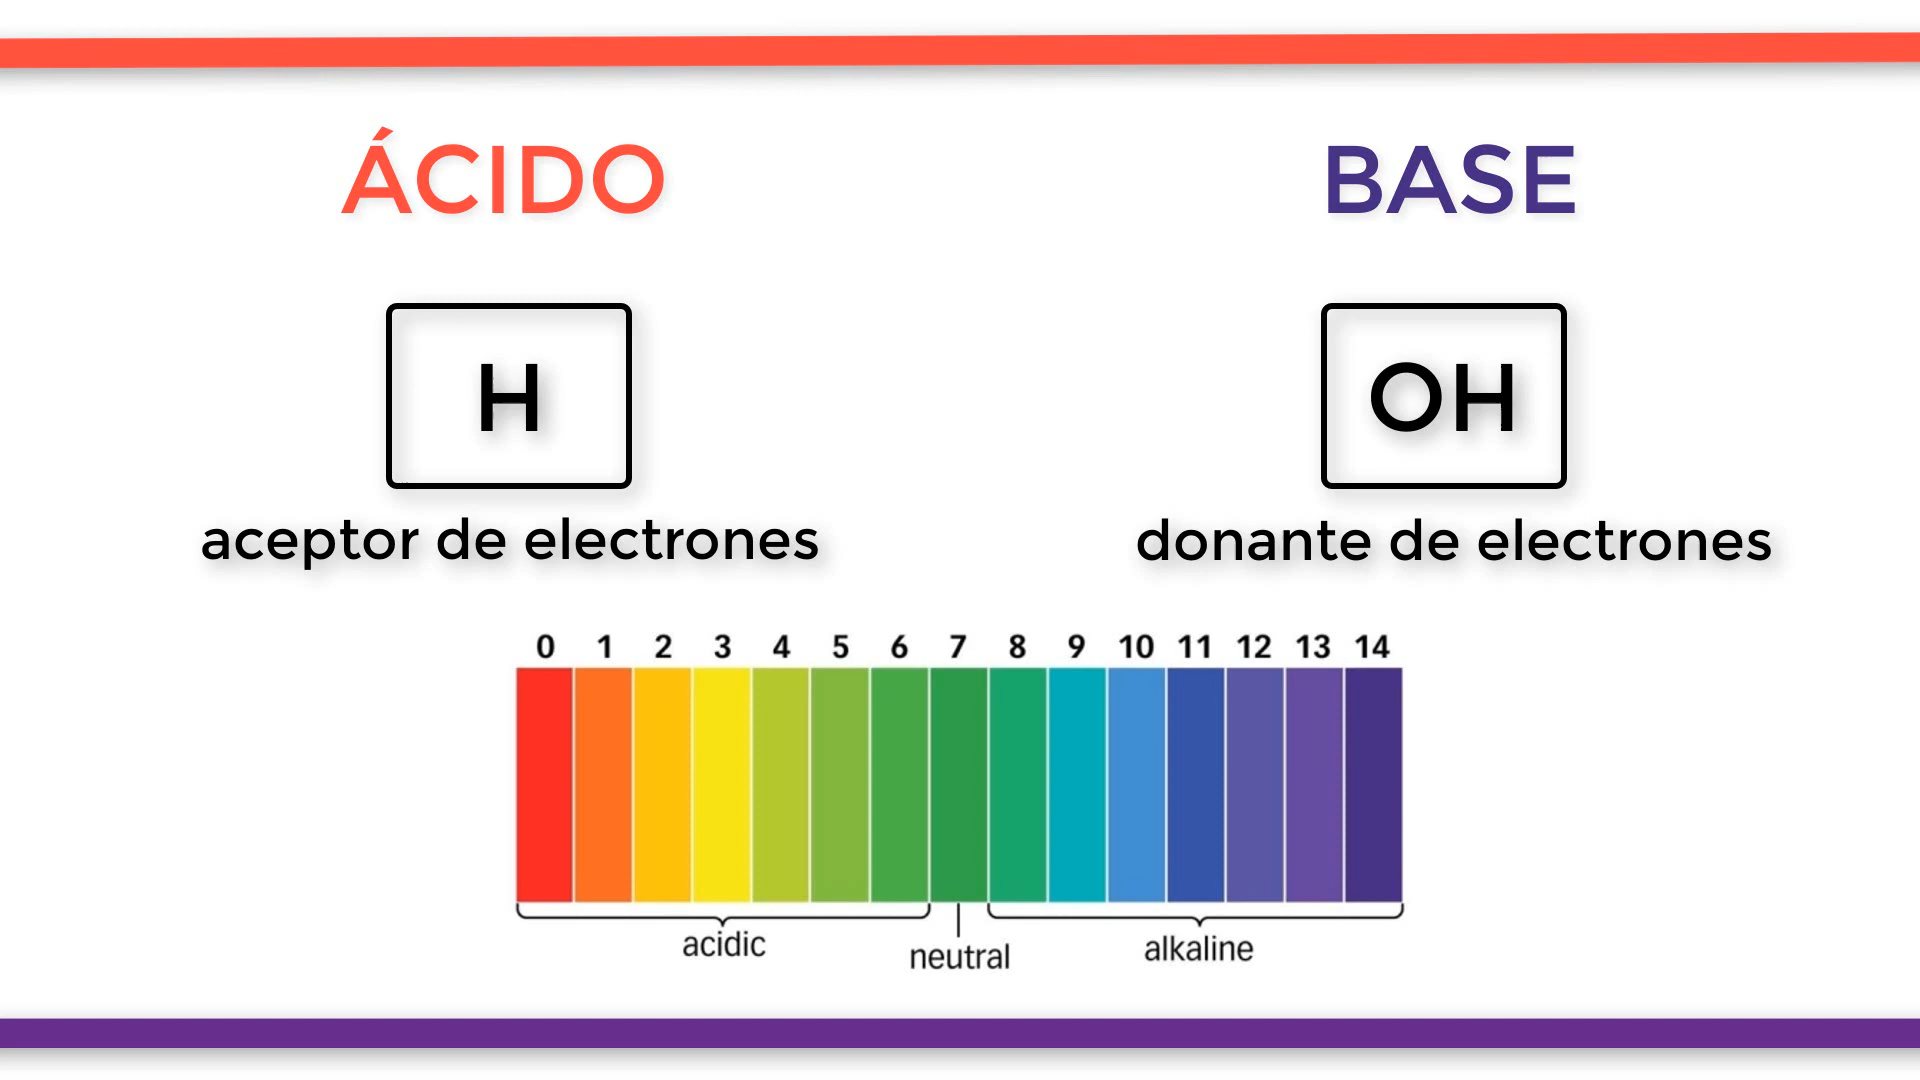 ÁCIDO
BASE
H
OH
aceptor de electrones
donante de electrones
0 1 2 3 4 5 6 7 8 9 10 11 12 13 14
acidic
neutral
alkaline